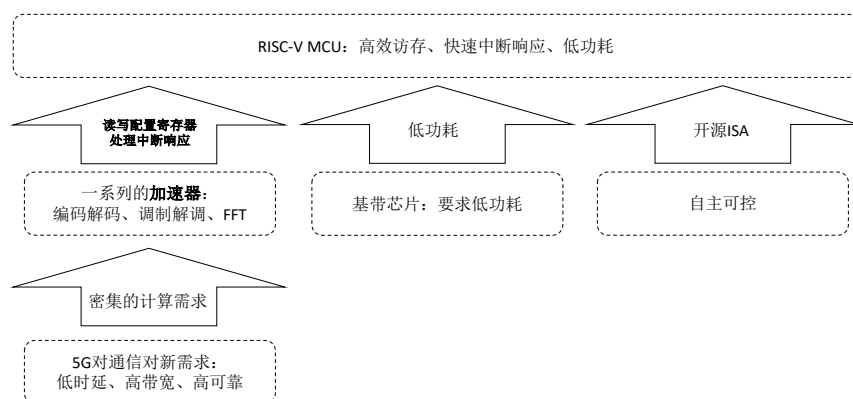 RISC-V MCU：高效访存、快速中断响应、低功耗
读写配置寄存器
处理中断响应
低功耗
开源ISA
一系列的加速器：
编码解码、调制解调、FFT
基带芯片：要求低功耗
自主可控
密集的计算需求
5G对通信对新需求：
低时延、高带宽、高可靠